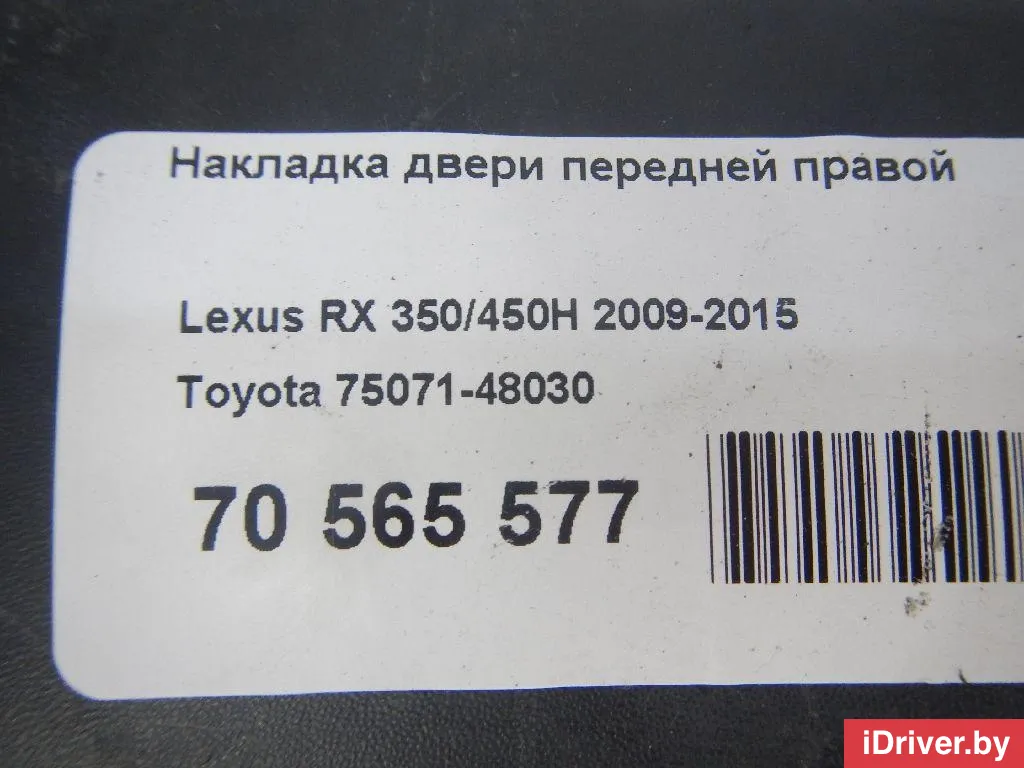 Накладка двери передней правой
Lexus RX 350/450H 2009-2015
Toyota 75071-48030
70 565 577
iDriver.by